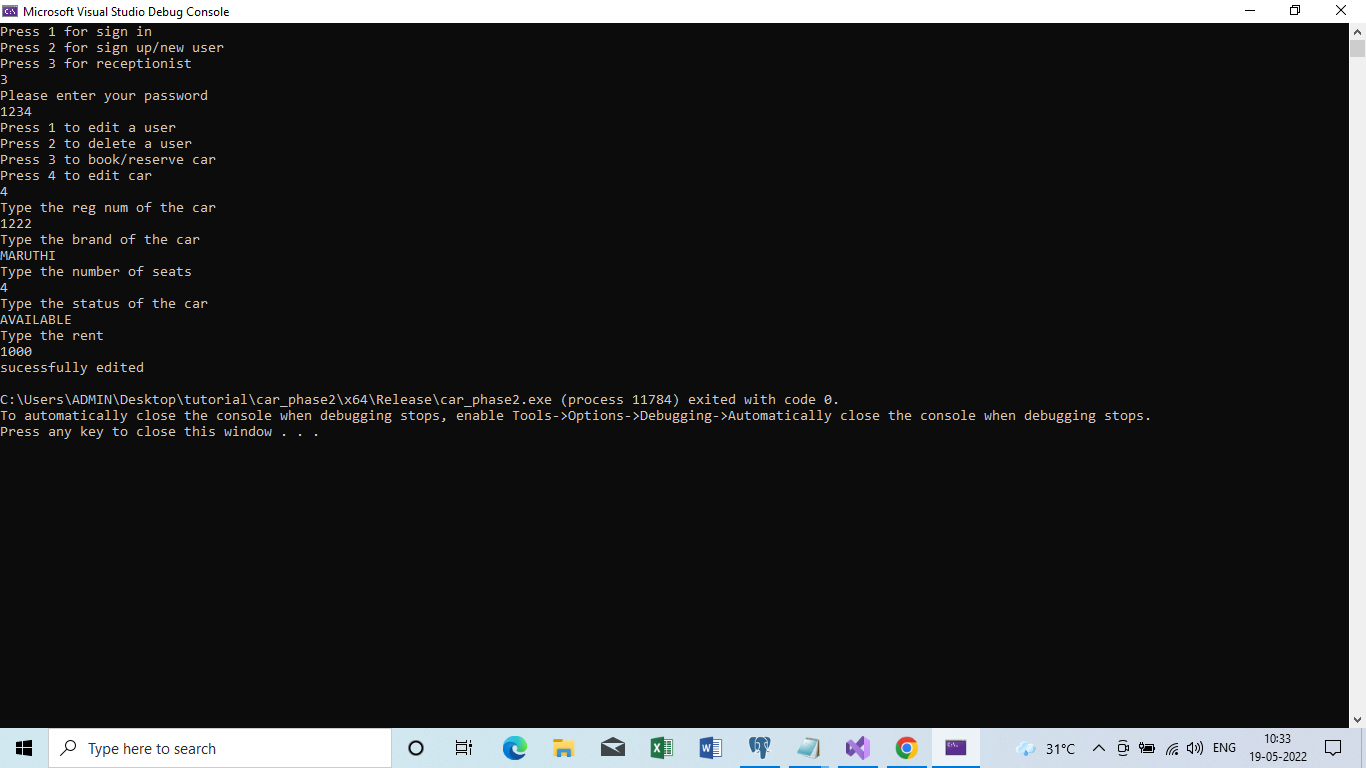 Microsoft Visual Studio Debug Console
Press 1 for sign in
Press 2 for sign up/new user
Press 3 for receptionist
3
Please enter your password
1234
Press 1 to edit a user
Press 2 to delete a user
Press 3 to book/reserve car
Press 4 to edit car
4
Type the reg num of the car
1222
Type the brand of the car
MARUTHI
Type the number of seats
4
Type the status of the car
AVAILABLE
Type the rent
1000
sucessfully edited
C:\Users\ADMIN\Desktop\tutorial\car_phase2\x64\Release\car_phase2.exe (process 11784) exited with code 0.
To automatically close the console when debugging stops, enable Tools->Options->Debugging->Automatically close the console when debugging stops.
Press any key to close this window . . .
Type here to search
31°C
ENG
10:33
19-05-2022